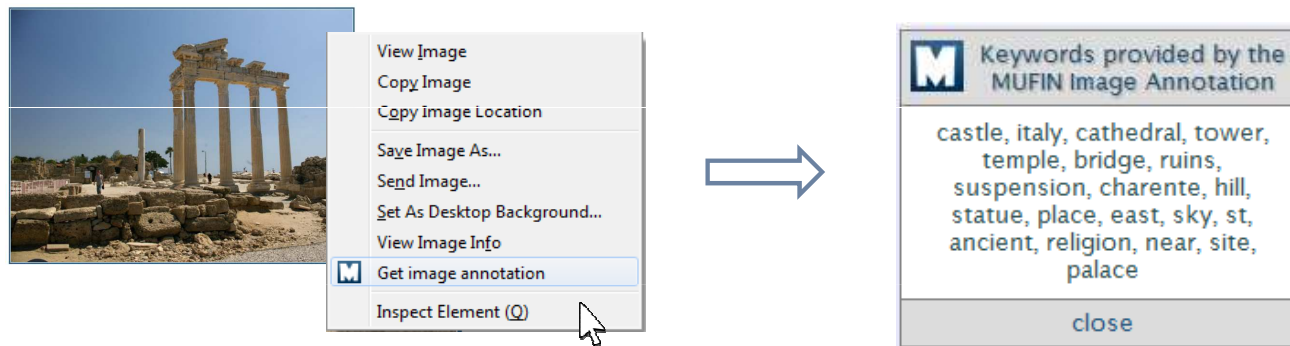 View Image
Copy Image
Copy Image Location
Save Image As...
Send Image...
Set As Desktop Background...
View Image Info
M Get image annotation
Inspect Element (Q)
M Keywords provided by the
MUFIN Image Annotation
castle, italy, cathedral, tower,
temple, bridge, ruins,
suspension, charente, hill,
statue, place, east, sky, st,
ancient, religion, near, site,
palace
close